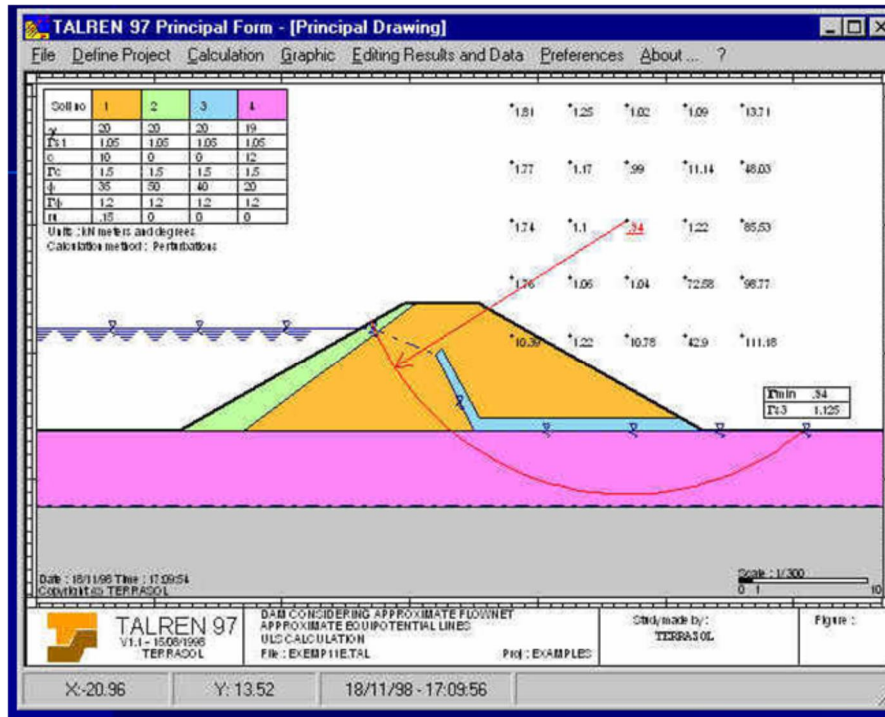 TALREN 97 Principal Form - [Principal Drawing]
File Define Project Calculation Graphic Editing Results and Data Preferences About ... ?
Soil no 1 2 3 4
γ 20 20 20 19
Γs1 1.05 1.05 1.05 1.05
c 10 0 0 12
Γc 1.5 1.5 1.5 1.5
ϕ 35 50 40 20
Γϕ 1.2 1.2 1.2 1.2
ru .15 0 0 0
Units : kN meters and degrees
Calculation method : Perturbations
1.81 1.25 1.02 1.09 13.71
1.77 1.17 .99 11.14 48.03
1.74 1.1 .94 1.22 85.53
1.76 1.06 1.04 72.58 98.77
10.39 1.22 10.78 42.9 111.18
Γmin .94
Γs3 1.125
Date : 18/11/98 Time : 17:09:54
Copyright © TERRASOL
Scale : 1/300
0 1 10
TALREN 97
V1.1 - 15/06/1998
TERRASOL
DAM CONSIDERING APPROXIMATE FLOWNET
APPROXIMATE EQUIPOTENTIAL LINES
ULS CALCULATION
File : EXEMP11E.TAL Proj : EXAMPLES
Study made by :
TERRASOL
Figure :
X:-20.96 Y: 13.52 18/11/98 - 17:09:56